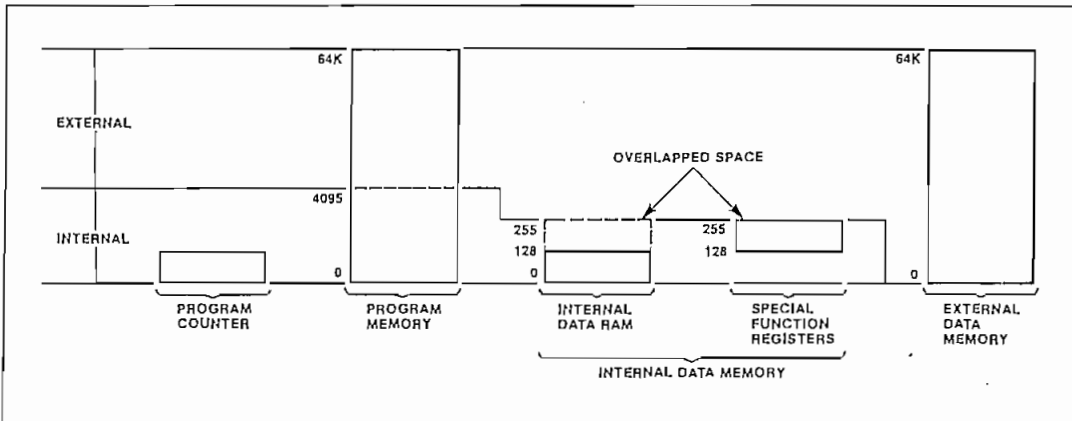 64K
64K
EXTERNAL
OVERLAPPED SPACE
4095
INTERNAL
255
255
128
128
0
0
0
PROGRAM
COUNTER
PROGRAM
MEMORY
INTERNAL
DATA RAM
SPECIAL
FUNCTION
REGISTERS
EXTERNAL
DATA
MEMORY
INTERNAL DATA MEMORY